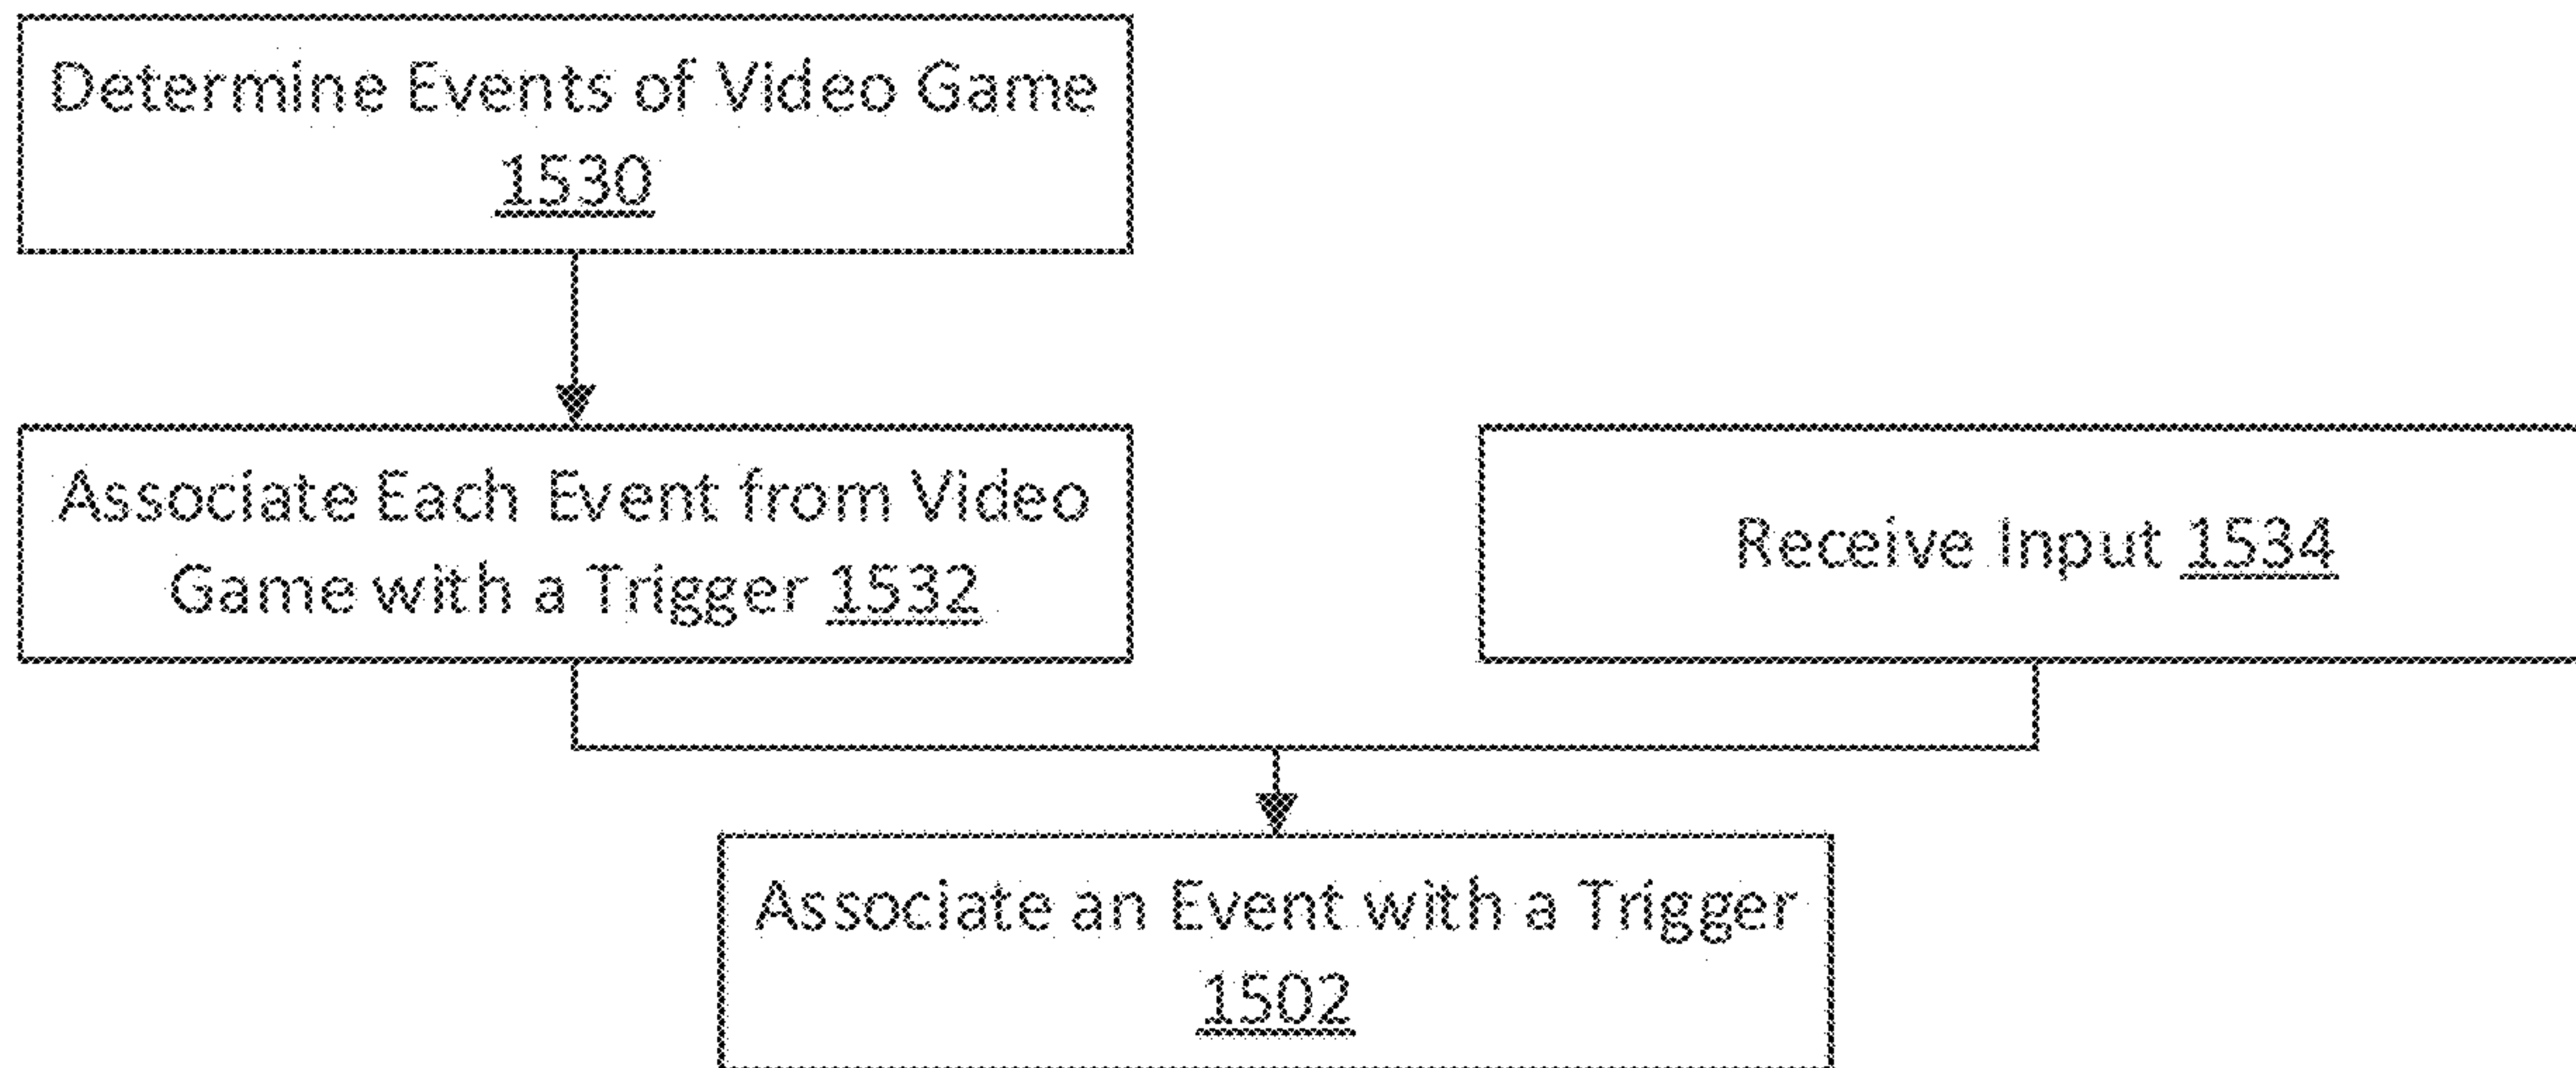 Determine Events of Video Game
1530
Associate Each Event from Video
Game with a Trigger 1532
Receive Input 1534
Associate an Event with a Trigger
1502